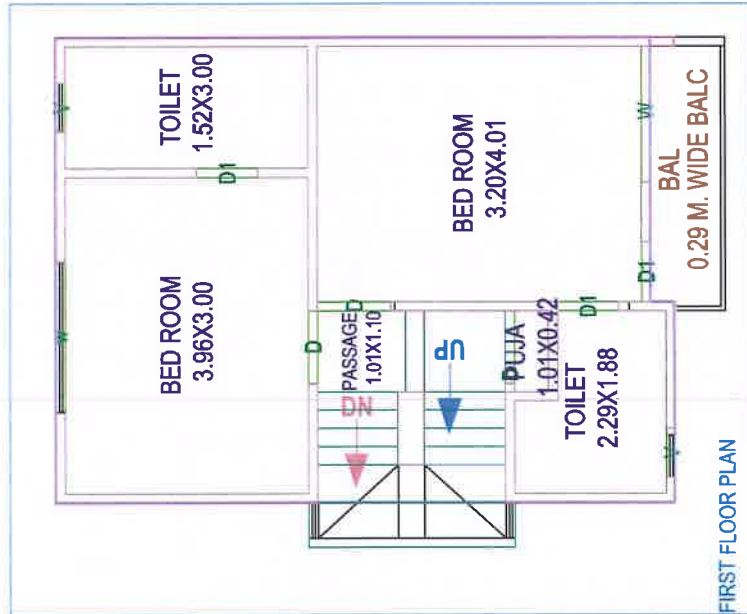 V
TOILET
1.52X3.00
W
D1
BED ROOM
3.96X3.00
BED ROOM
3.20X4.01
W
BAL
0.29 M. WIDE BALC
D
D
PASSAGE
1.01X1.10
D1
D1
DN
UP
PUJA
1.01X0.42
D
TOILET
2.29X1.88
V
FIRST FLOOR PLAN